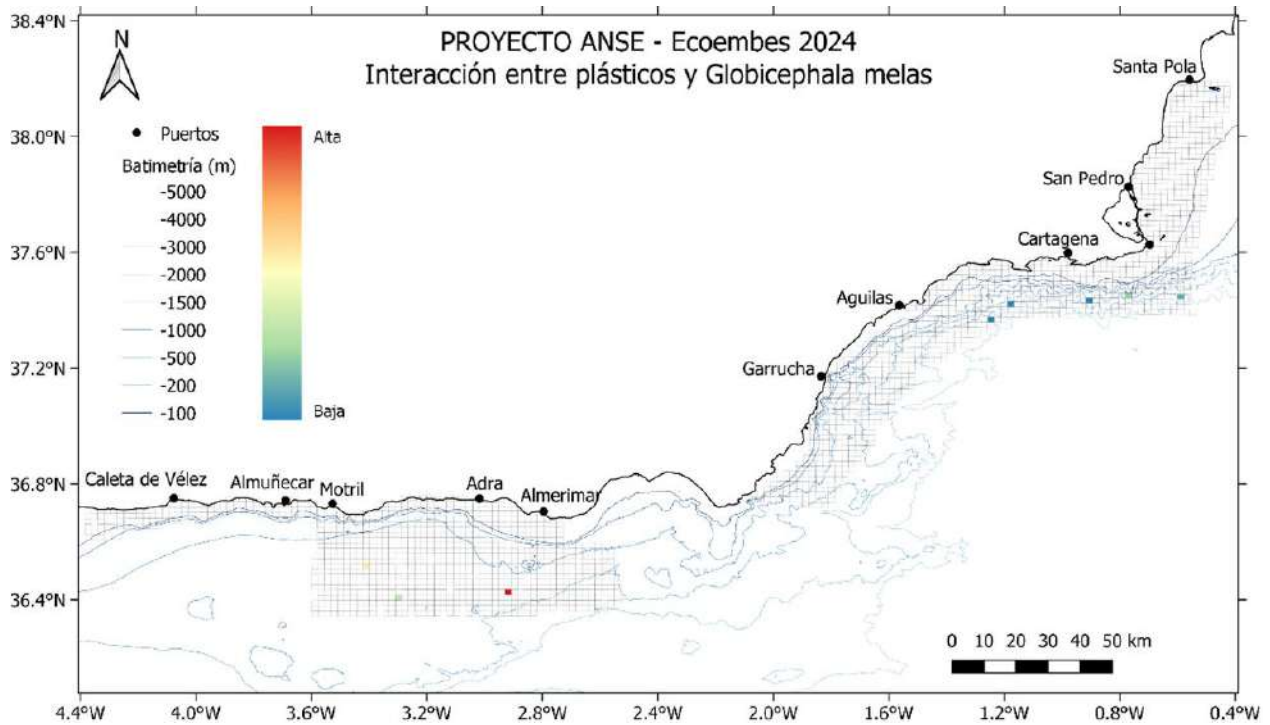 PROYECTO ANSE - Ecoembes 2024
Interacción entre plásticos y Globicephala melas
N
Puertos
Batimetría (m)
-5000
-4000
-3000
-2000
-1500
-1000
-500
-200
-100
Alta
Baja
Santa Pola
San Pedro
Cartagena
Aguilas
Garrucha
Caleta de Vélez
Almuñecar
Motril
Adra
Almerimar
38.4°N
38.0°N
37.6°N
37.2°N
36.8°N
36.4°N
0 10 20 30 40 50 km
4.4°W 4.0°W 3.6°W 3.2°W 2.8°W 2.4°W 2.0°W 1.6°W 1.2°W 0.8°W 0.4°W